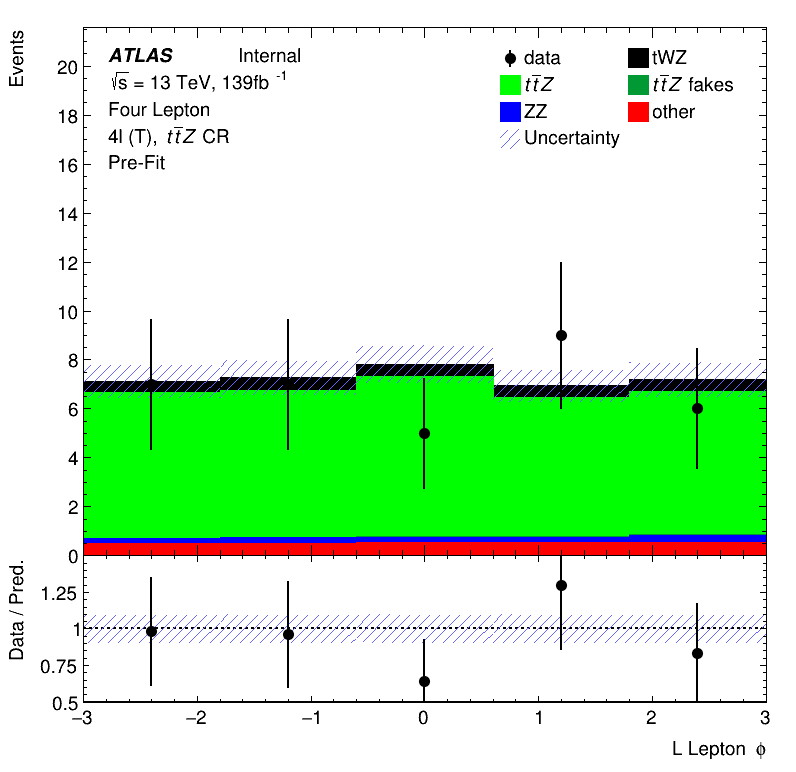 Events
ATLAS Internal
√s = 13 TeV, 139fb -1
Four Lepton
4l (T), tt̄Z CR
Pre-Fit
data
tWZ
tt̄Z
tt̄Z fakes
ZZ
other
Uncertainty
20
18
16
14
12
10
8
6
4
2
0
Data / Pred.
1.25
1
0.75
0.5
−3 −2 −1 0 1 2 3
L Lepton ϕ